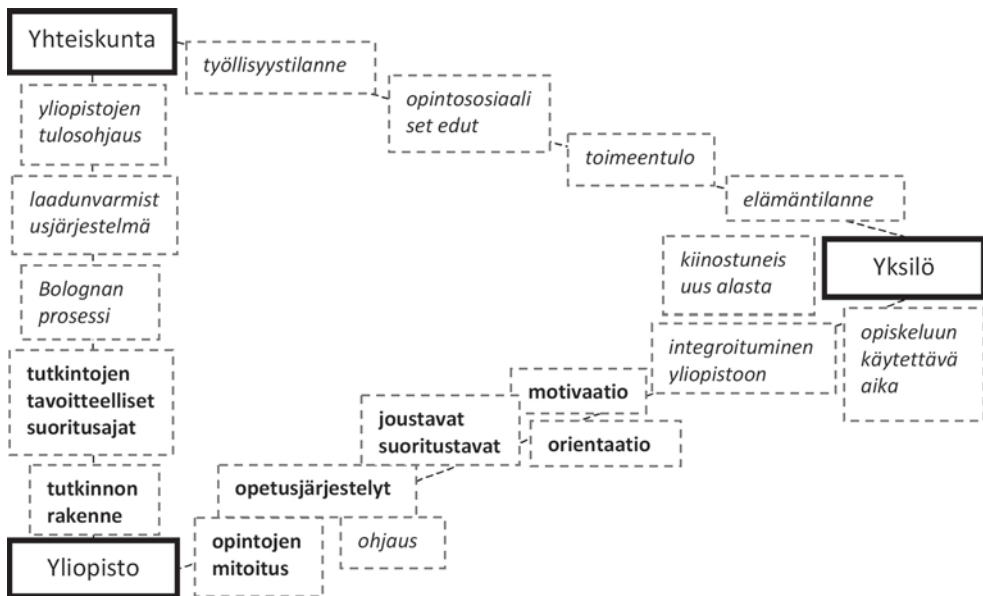 Yhteiskunta
työllisyystilanne
opintososiaali
set edut
toimeentulo
elämäntilanne
Yksilö
yliopistojen
tulosohjaus
laadunvarmist
usjärjestelmä
Bolognan
prosessi
tutkintojen
tavoitteelliset
suoritusajat
tutkinnon
rakenne
Yliopisto
opintojen
mitoitus
ohjaus
opetusjärjestelyt
joustavat
suoritustavat
motivaatio
orientaatio
integroituminen
yliopistoon
kiinostuneis
uus alasta
opiskeluun
käytettävä
aika